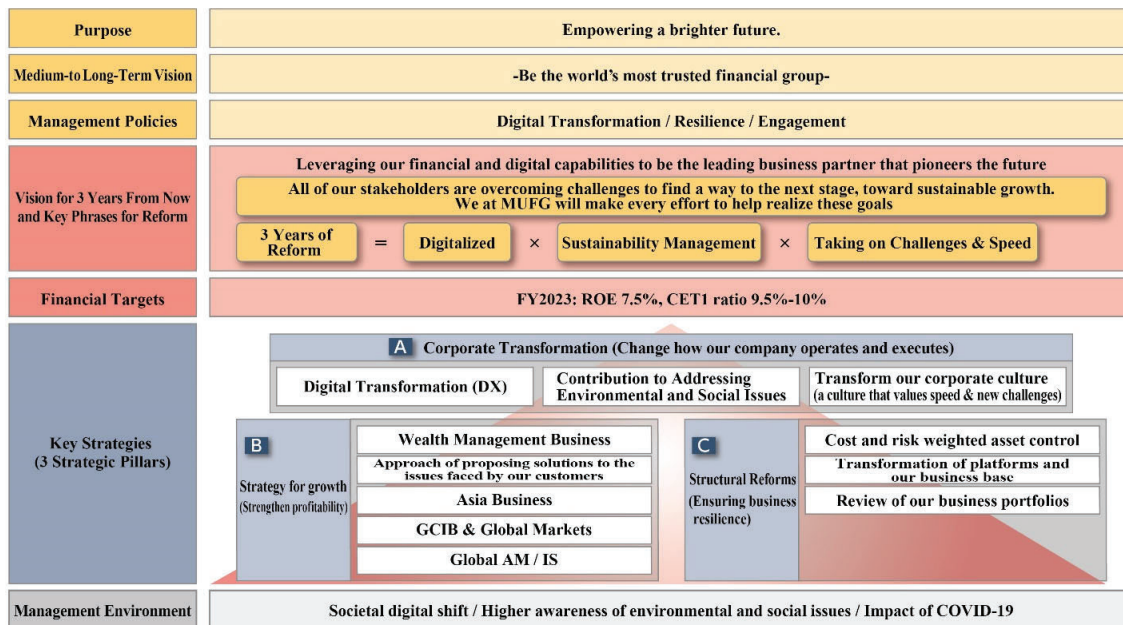 Purpose
Empowering a brighter future.
Medium-to Long-Term Vision
-Be the world's most trusted financial group-
Management Policies
Digital Transformation / Resilience / Engagement
Vision for 3 Years From Now
and Key Phrases for Reform
Leveraging our financial and digital capabilities to be the leading business partner that pioneers the future
All of our stakeholders are overcoming challenges to find a way to the next stage, toward sustainable growth.
We at MUFG will make every effort to help realize these goals
3 Years of
Reform
=
Digitalized
×
Sustainability Management
×
Taking on Challenges & Speed
Financial Targets
FY2023: ROE 7.5%, CET1 ratio 9.5%-10%
Key Strategies
(3 Strategic Pillars)
A
Corporate Transformation (Change how our company operates and executes)
Digital Transformation (DX)
Contribution to Addressing
Environmental and Social Issues
Transform our corporate culture
(a culture that values speed & new challenges)
B
Strategy for growth
(Strengthen profitability)
Wealth Management Business
Approach of proposing solutions to the
issues faced by our customers
Asia Business
GCIB & Global Markets
Global AM / IS
C
Structural Reforms
(Ensuring business
resilience)
Cost and risk weighted asset control
Transformation of platforms and
our business base
Review of our business portfolios
Management Environment
Societal digital shift / Higher awareness of environmental and social issues / Impact of COVID-19